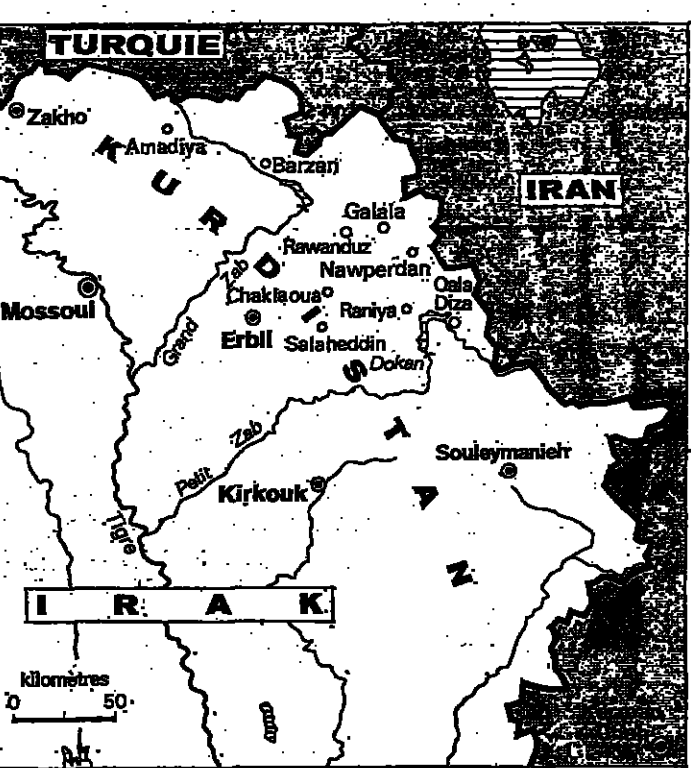 TURQUIE
Zakho
Amadiya
Barzan
KURDISTAN
IRAN
Galala
Rawanduz
Nawperdan
Zab
Chaklaoua
Qala
Diza
Raniya
Mossoul
Erbil
Salaheddin
Grand
Dokan
Zab
Petit
Souleymanieh
Kirkouk
Tigre
IRAK
kilomètres
0 50